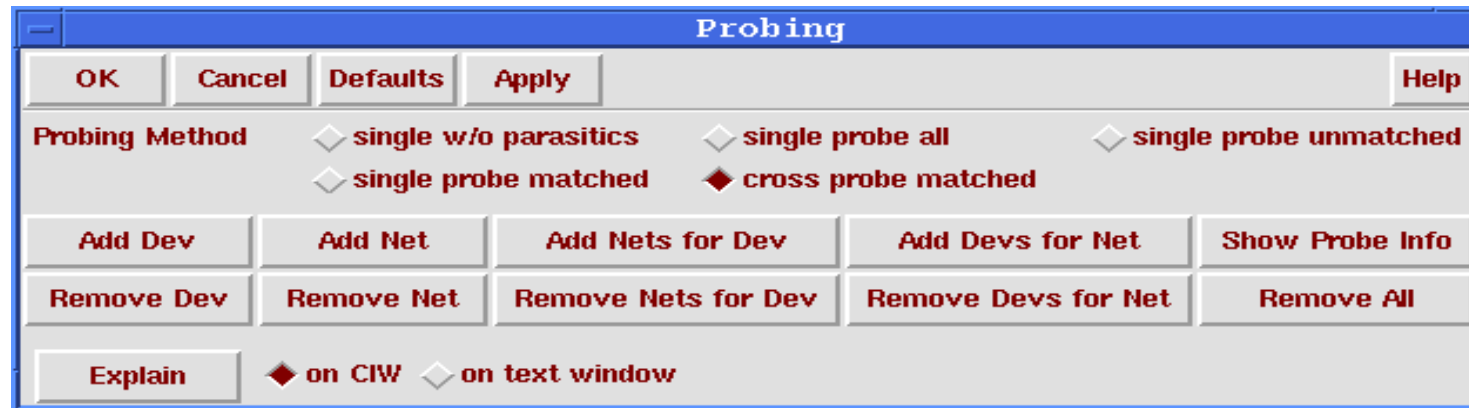 Probing
OK Cancel Defaults Apply Help
Probing Method single w/o parasitics single probe all single probe unmatched
single probe matched cross probe matched
Add Dev Add Net Add Nets for Dev Add Devs for Net Show Probe Info
Remove Dev Remove Net Remove Nets for Dev Remove Devs for Net Remove All
Explain on CIW on text window